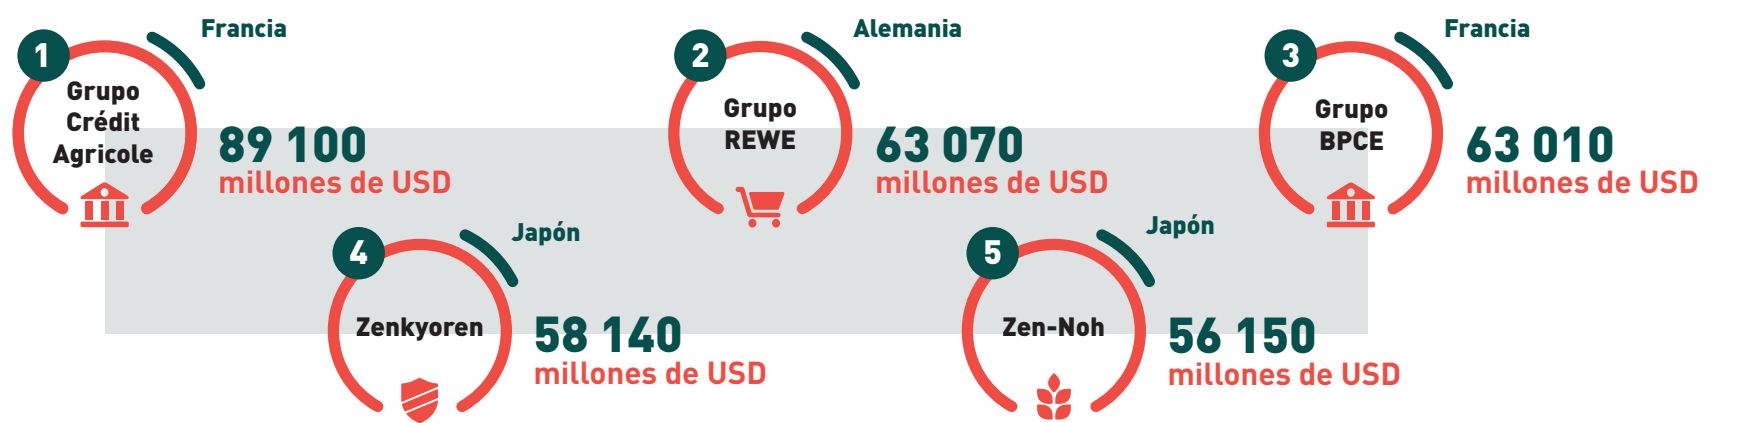 1
Francia
Grupo
Crédit
Agricole
89 100
millones de USD
2
Alemania
Grupo
REWE
63 070
millones de USD
3
Francia
Grupo
BPCE
63 010
millones de USD
4
Japón
Zenkyoren
58 140
millones de USD
5
Japón
Zen-Noh
56 150
millones de USD